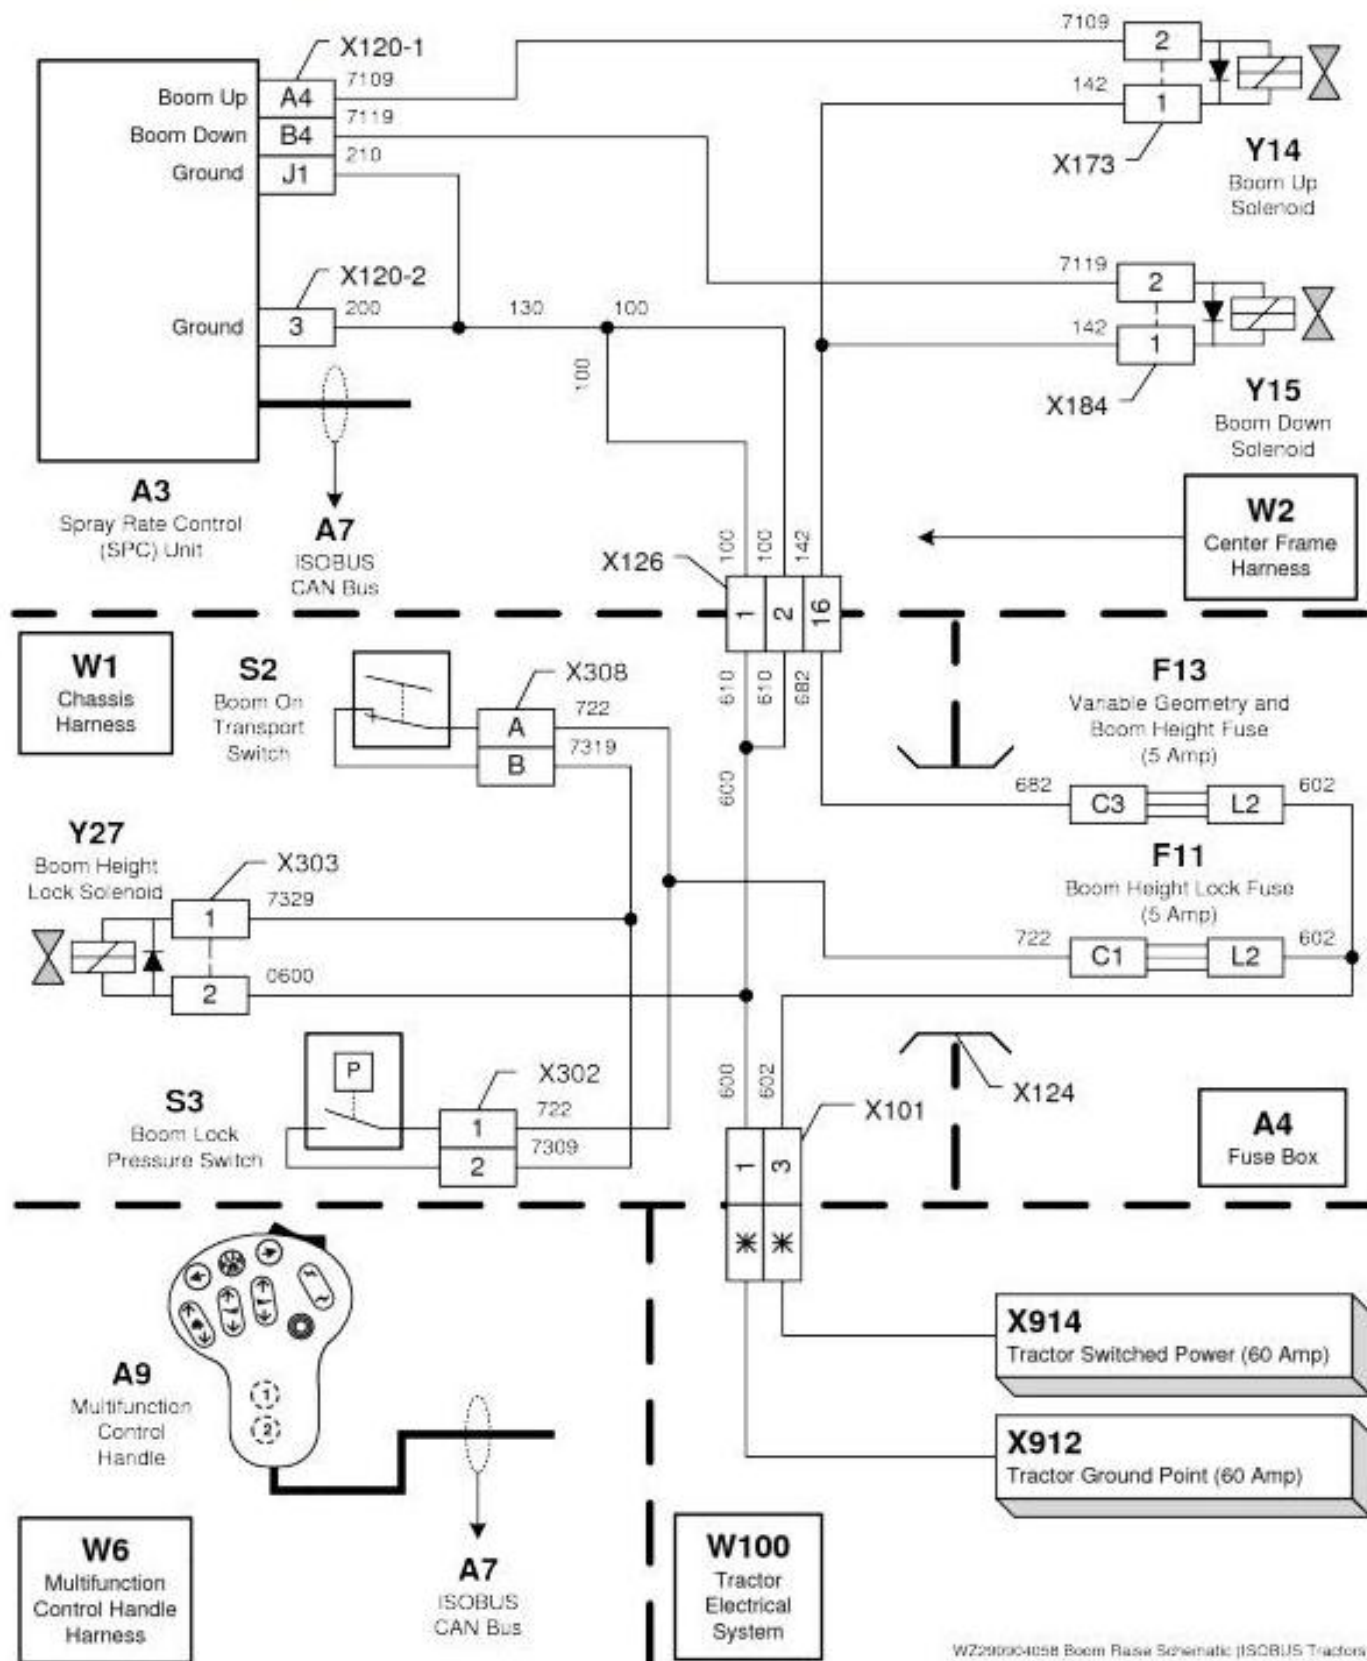 7109
2
X120-1
7109
Boom Up
A4
142
1
7119
Boom Down
B4
X173
Y14
Boom Up
Solenoid
210
Ground
J1
X120-2
7119
2
200
130
100
Ground
3
142
1
100
X184
Y15
Boom Down
Solenoid
A3
Spray Rate Control
(SPC) Unit
A7
ISOBUS
CAN Bus
W2
Center Frame
Harness
100
100
142
X126
1
2
16
W1
Chassis
Harness
S2
Boom On
Transport
Switch
X308
722
A
7319
B
610
610
682
F13
Variable Geometry and
Boom Height Fuse
(5 Amp)
600
682
C3
L2
602
Y27
Boom Height
Lock Solenoid
X303
7329
1
F11
Boom Height Lock Fuse
(5 Amp)
722
C1
L2
602
0600
2
P
X302
S3
Boom Lock
Pressure Switch
722
1
7309
2
600
602
X101
X124
1
3
A4
Fuse Box
A9
Multifunction
Control
Handle
1
2
X914
Tractor Switched Power (60 Amp)
X912
Tractor Ground Point (60 Amp)
W6
Multifunction
Control Handle
Harness
A7
ISOBUS
CAN Bus
W100
Tractor
Electrical
System
WZ290904058 Boom Raise Schematic (ISOBUS Tractors